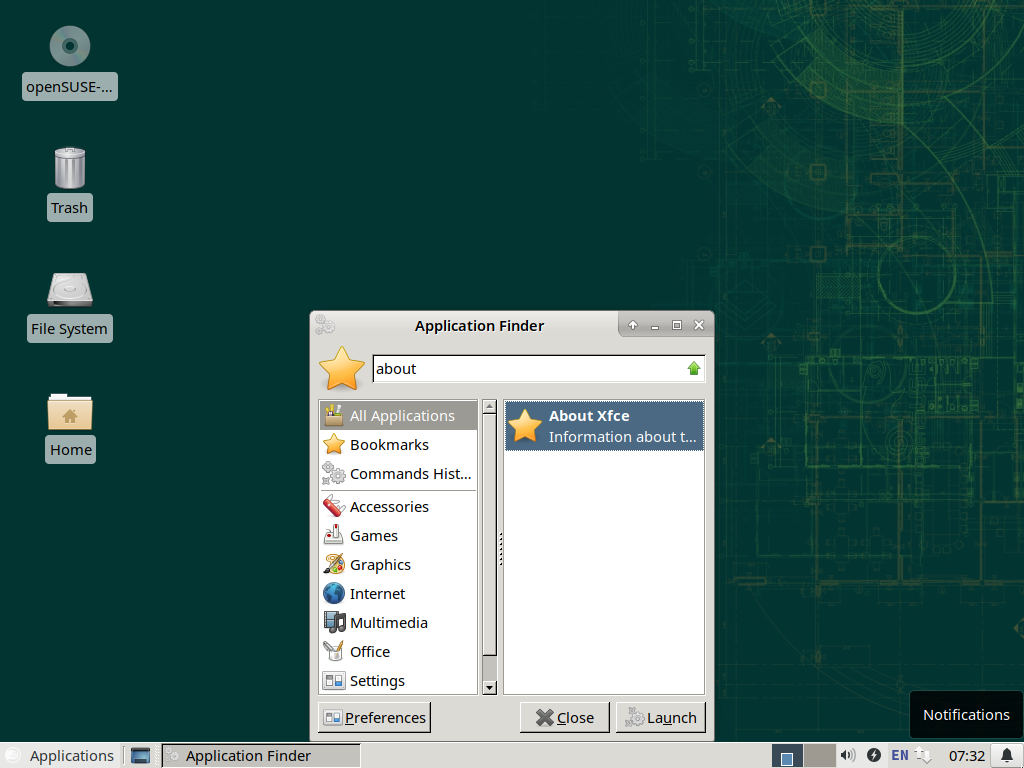 openSUSE-...
Trash
File System
Home
Application Finder
about
All Applications
Bookmarks
Commands Hist...
Accessories
Games
Graphics
Internet
Multimedia
Office
Settings
About Xfce
Information about t...
Preferences
Close
Launch
Notifications
Applications
Application Finder
EN
07:32